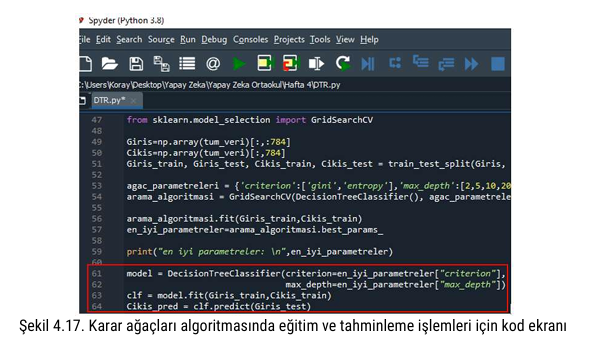 Spyder (Python 3.8)
File Edit Search Source Run Debug Consoles Projects Tools View Help
C:\Users\Koray\Desktop\Yapay Zeka\Yapay Zeka Ortaokul\Hafta 4\DTR.py
DTR.py*
47 from sklearn.model_selection import GridSearchCV
48
49 Giris=np.array(tum_veri)[:,:784]
50 Cikis=np.array(tum_veri)[:,784]
51 Giris_train, Giris_test, Cikis_train, Cikis_test = train_test_split(Giris,
52
53 agac_parametreleri = {'criterion':['gini','entropy'],'max_depth':[2,5,10,20
54 arama_algoritmasi = GridSearchCV(DecisionTreeClassifier(), agac_parametrele
55
56 arama_algoritmasi.fit(Giris_train,Cikis_train)
57 en_iyi_parametreler=arama_algoritmasi.best_params_
58
59 print("en iyi parametreler: \n",en_iyi_parametreler)
60
61 model = DecisionTreeClassifier(criterion=en_iyi_parametreler["criterion"],
62 max_depth=en_iyi_parametreler["max_depth"])
63 clf = model.fit(Giris_train,Cikis_train)
64 Cikis_pred = clf.predict(Giris_test)
Şekil 4.17. Karar ağaçları algoritmasında eğitim ve tahminleme işlemleri için kod ekranı